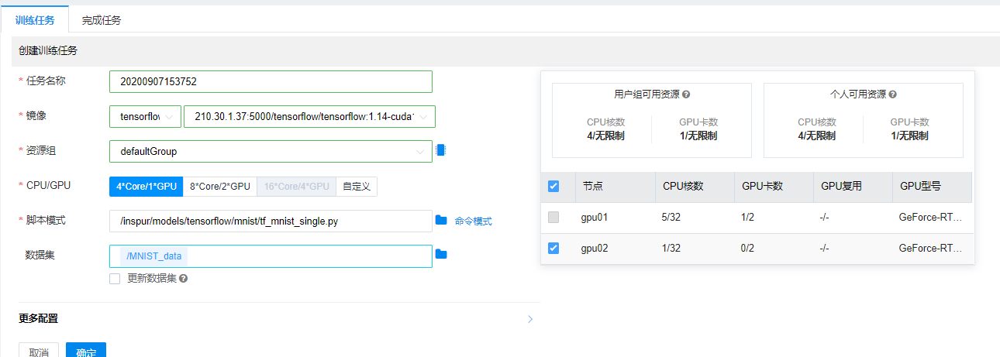 训练任务 完成任务
创建训练任务
* 任务名称 20200907153752
* 镜像 tensorflow 210.30.1.37:5000/tensorflow/tensorflow:1.14-cuda1
* 资源组 defaultGroup
* CPU/GPU 4*Core/1*GPU 8*Core/2*GPU 16*Core/4*GPU 自定义
* 脚本模式 /inspur/models/tensorflow/mnist/tf_mnist_single.py 命令模式
数据集 /MNIST_data
更新数据集
更多配置
取消 确定
用户组可用资源 个人可用资源
CPU核数 GPU卡数 CPU核数 GPU卡数
4/无限制 1/无限制 4/无限制 1/无限制
节点 CPU核数 GPU卡数 GPU复用 GPU型号
gpu01 5/32 1/2 -/- GeForce-RT...
gpu02 1/32 0/2 -/- GeForce-RT...